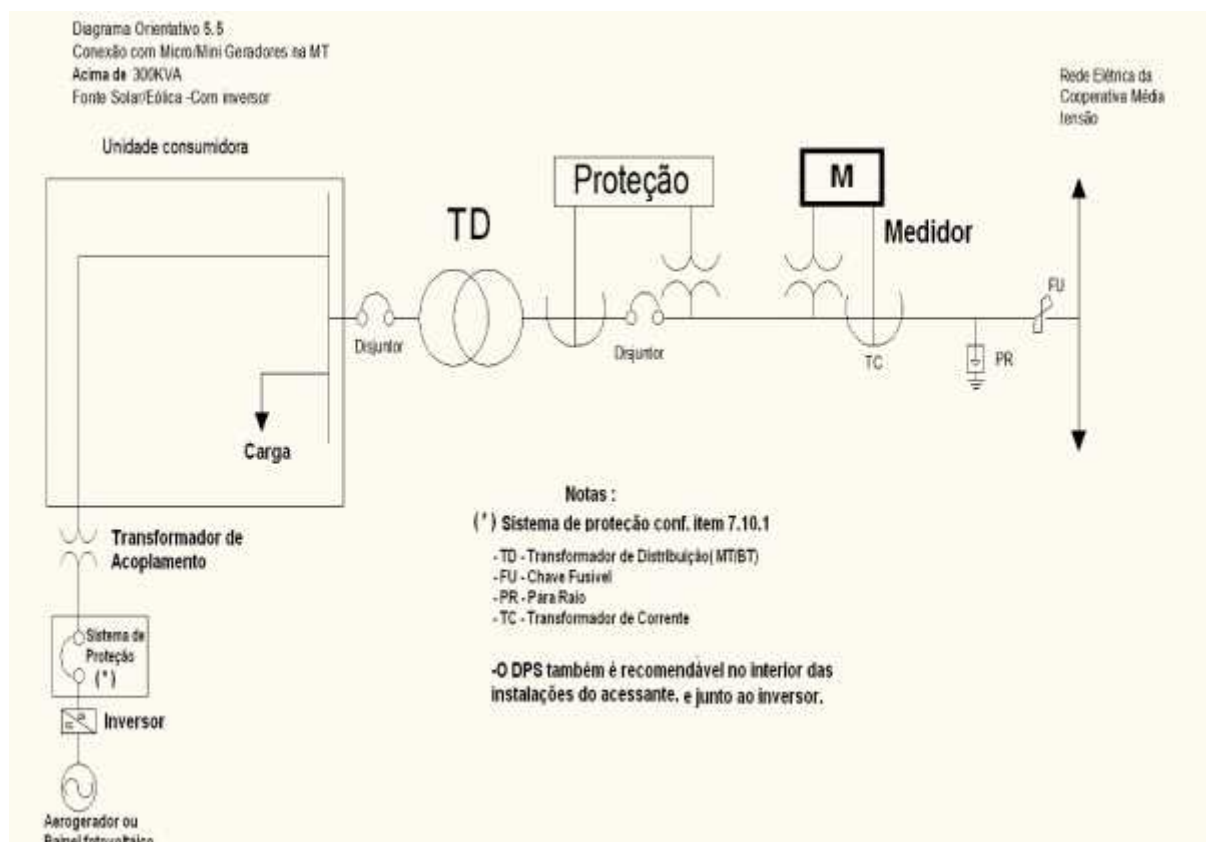 Diagrama Orientativo 5.5
Conexão com Micro/Mini Geradores na MT
Acima de 300KVA
Fonte Solar/Eólica -Com inversor
Rede Elétrica da
Cooperativa Média
tensão
Unidade consumidora
Proteção
M
TD
Medidor
FU
Disjuntor
Disjuntor
TC
PR
Carga
Notas :
(*) Sistema de proteção conf. item 7.10.1
- TD - Transformador de Distribuição( MT/BT)
- FU - Chave Fusivel
- PR - Para Raio
- TC - Transformador de Corrente
-O DPS também é recomendável no interior das
instalações do acessante, e junto ao inversor.
Transformador de
Acoplamento
Sistema de
Proteção
(*)
Inversor
Aerogerador ou
Painel fotovoltáico